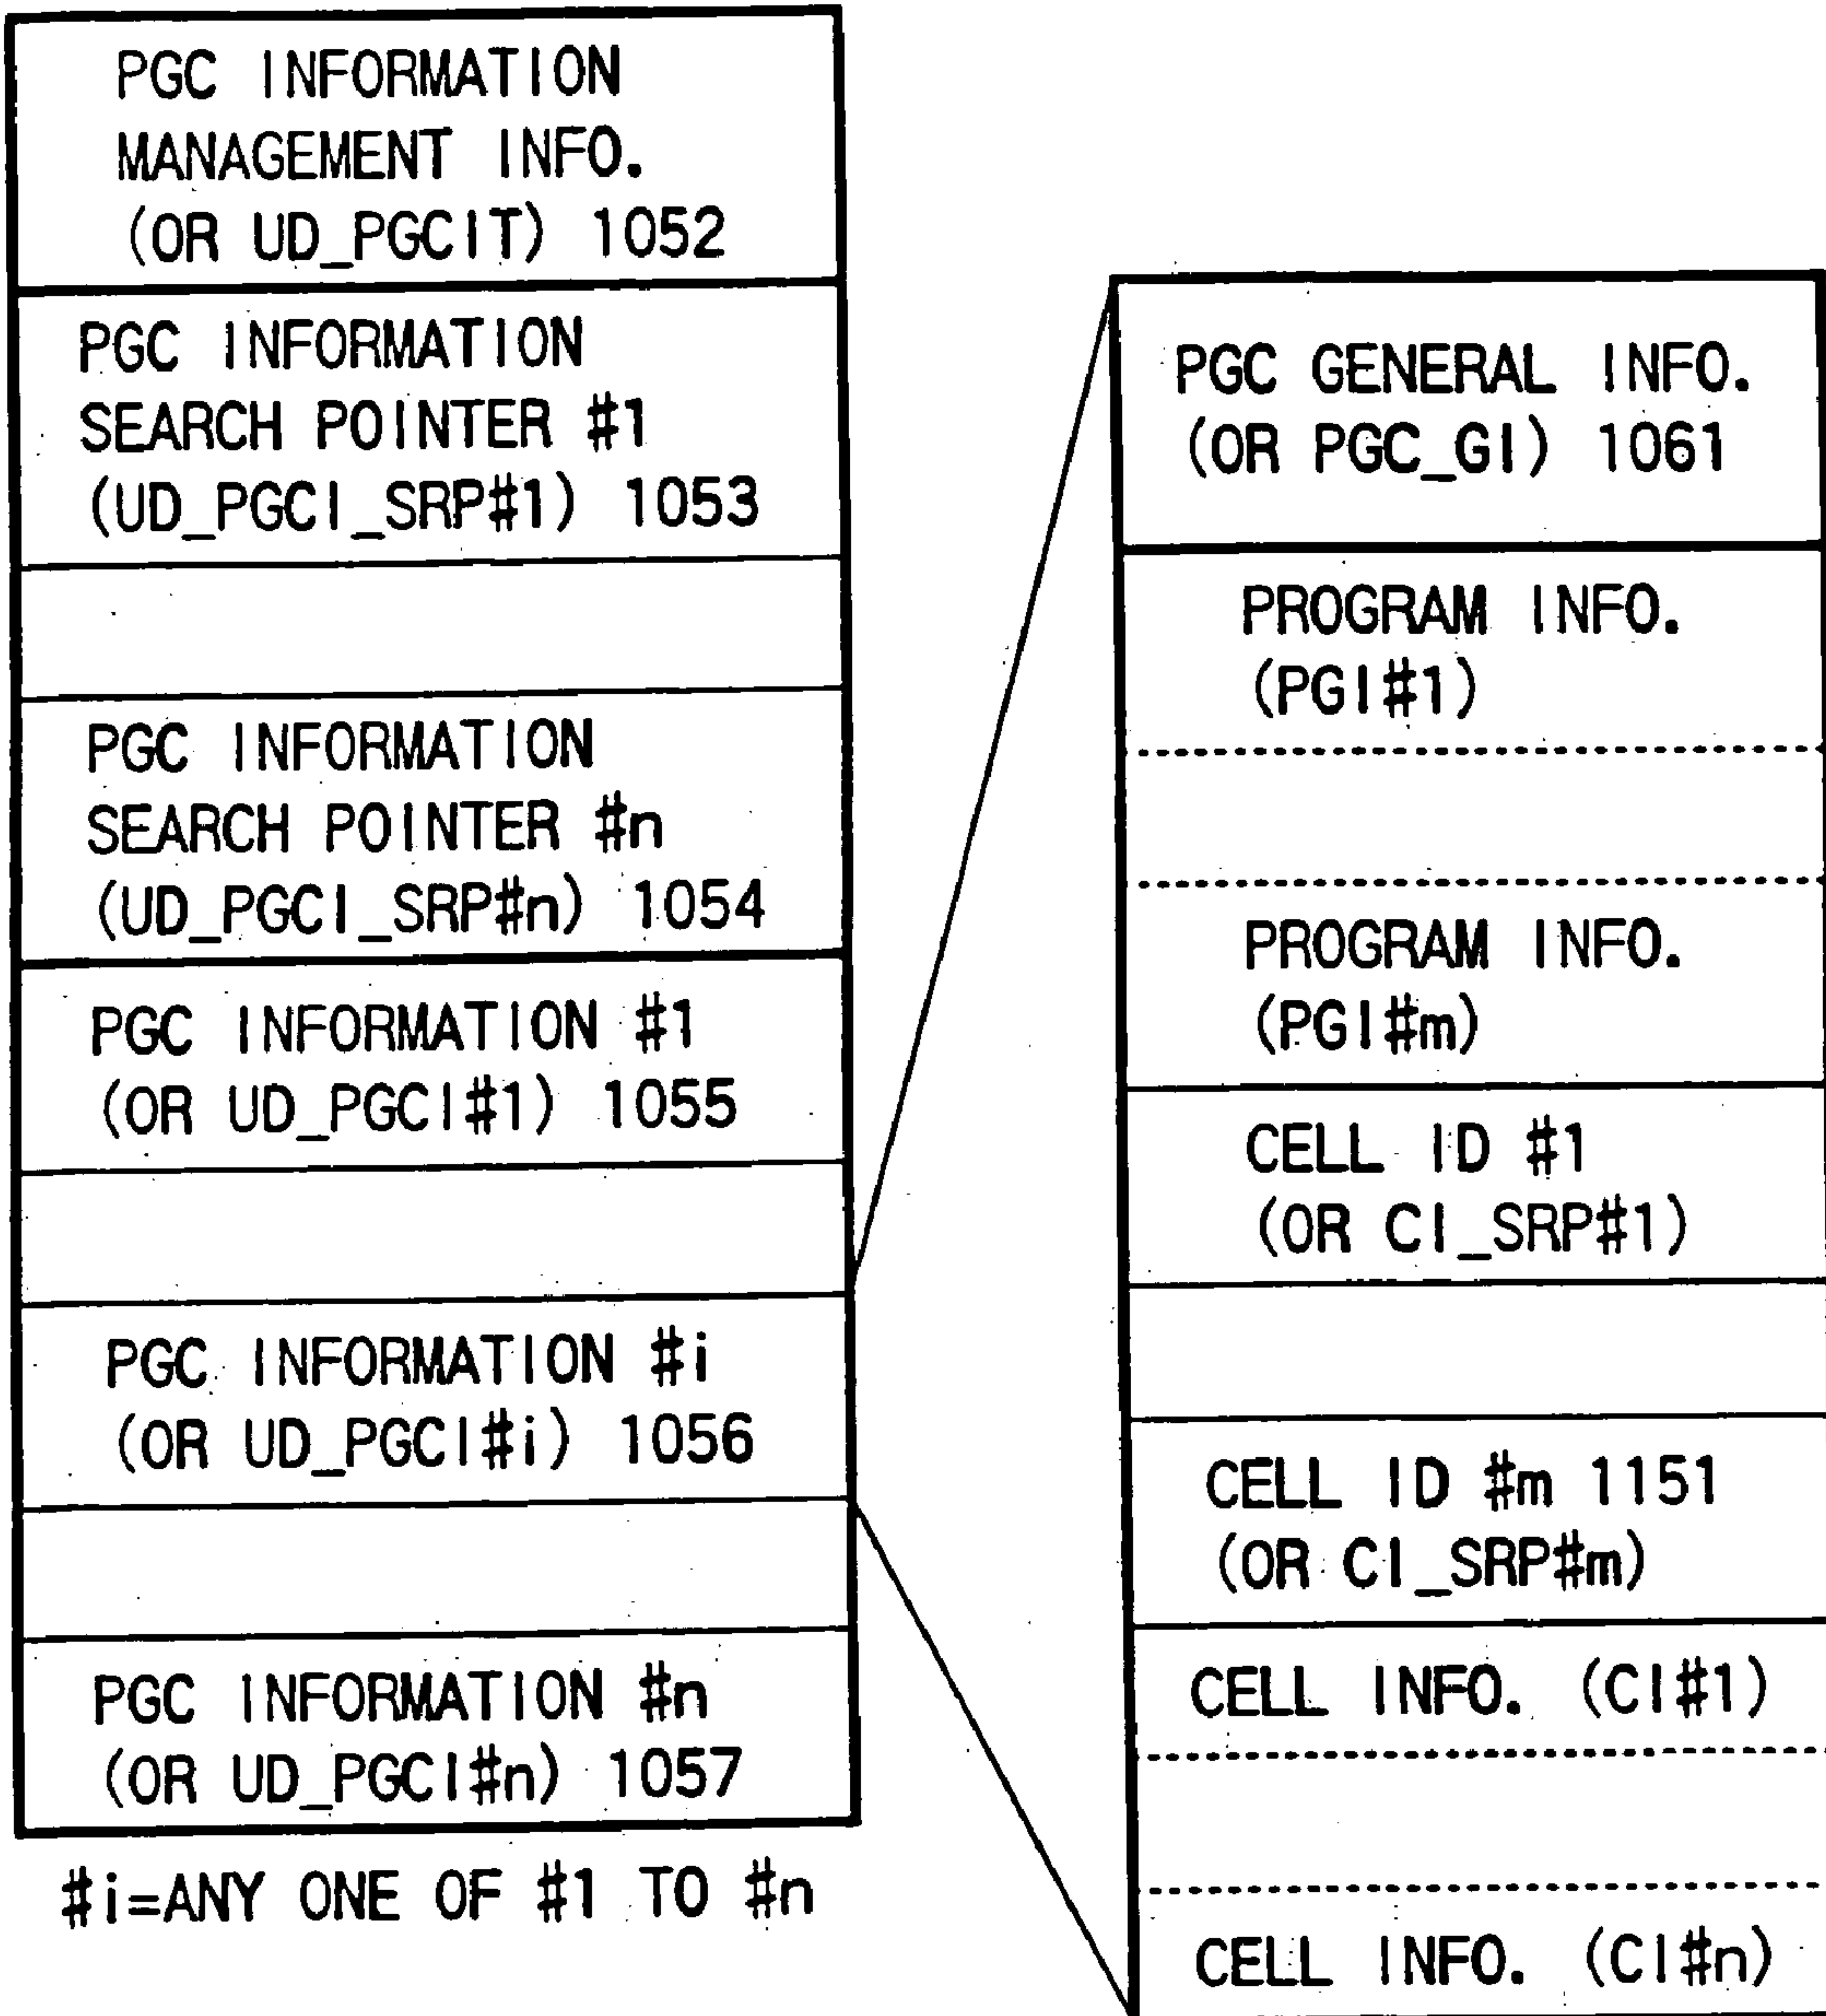 PGC INFORMATION
MANAGEMENT INFO.
(OR UD_PGCIT) 1052
PGC INFORMATION
SEARCH POINTER #1
(UD_PGCI_SRP#1) 1053
PGC INFORMATION
SEARCH POINTER #n
(UD_PGCI_SRP#n) 1054
PGC INFORMATION #1
(OR UD_PGCI#1) 1055
PGC INFORMATION #i
(OR UD_PGCI#i) 1056
PGC INFORMATION #n
(OR UD_PGCI#n) 1057
#i=ANY ONE OF #1 TO #n
PGC GENERAL INFO.
(OR PGC_GI) 1061
PROGRAM INFO.
(PGI#1)
PROGRAM INFO.
(PGI#m)
CELL ID #1
(OR CI_SRP#1)
CELL ID #m 1151
(OR CI_SRP#m)
CELL INFO. (CI#1)
CELL INFO. (CI#n)